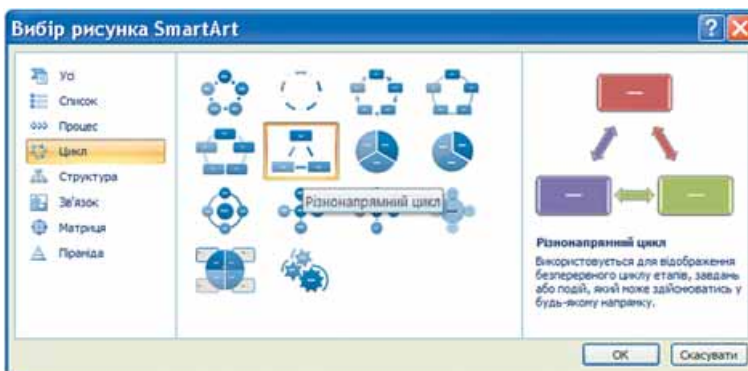 Вибір рисунка SmartArt
Усі
Список
Процес
Цикл
Структура
Зв'язок
Матриця
Піраміда
Різнонапрямний цикл
Різнонапрямний цикл
Використовується для відображення
безперервного циклу етапів, завдань
або подій, який може здійснюватись у
будь-якому напрямку.
ОК
Скасувати